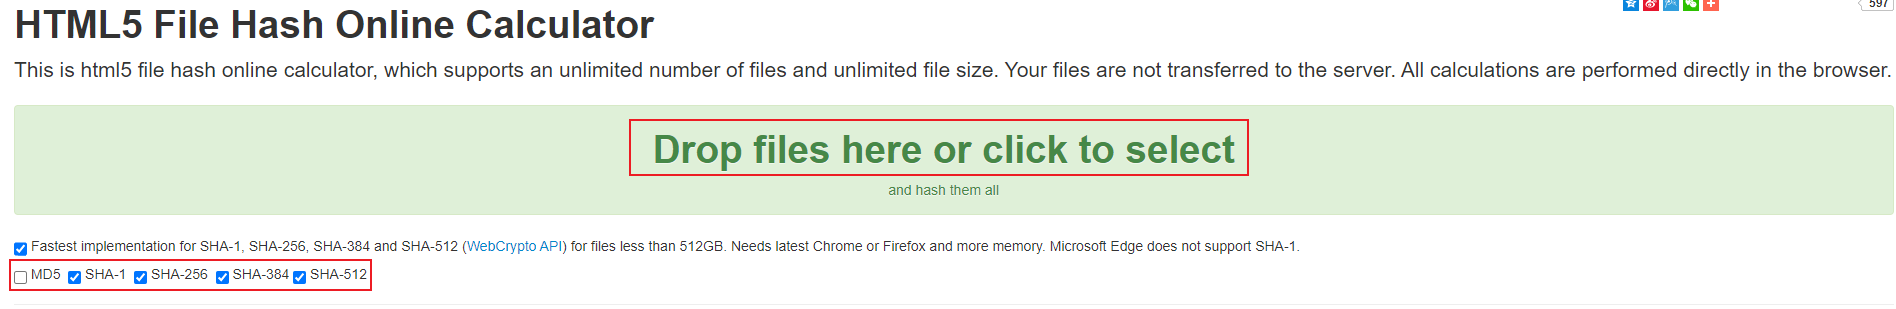 597
HTML5 File Hash Online Calculator
This is html5 file hash online calculator, which supports an unlimited number of files and unlimited file size. Your files are not transferred to the server. All calculations are performed directly in the browser.
Drop files here or click to select
and hash them all
Fastest implementation for SHA-1, SHA-256, SHA-384 and SHA-512 (WebCrypto API) for files less than 512GB. Needs latest Chrome or Firefox and more memory. Microsoft Edge does not support SHA-1.
MD5 SHA-1 SHA-256 SHA-384 SHA-512